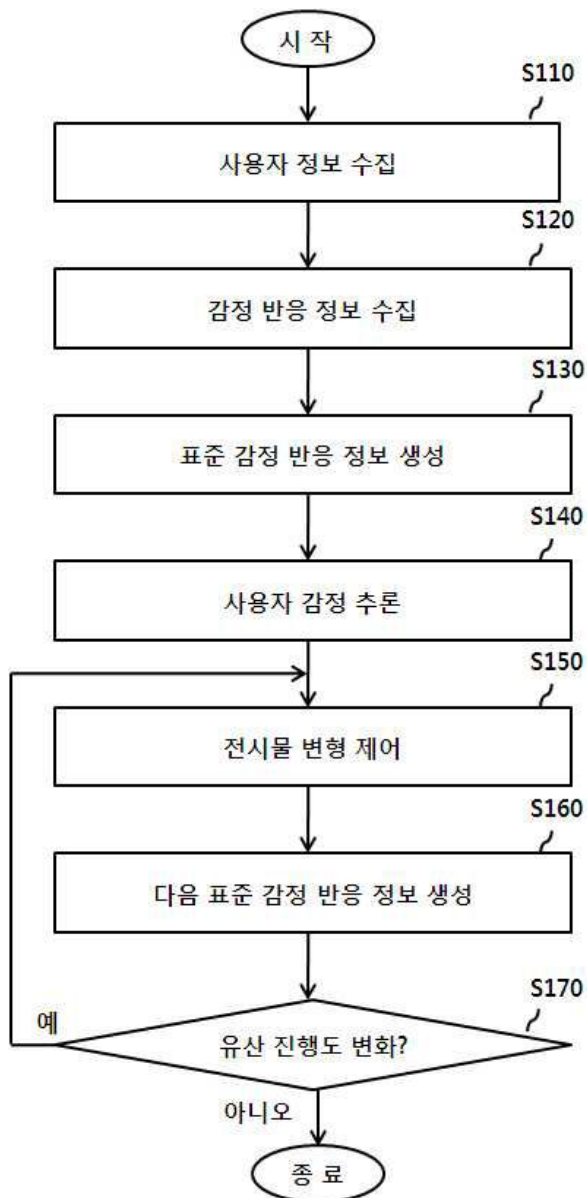 시 작
S110
사용자 정보 수집
S120
감정 반응 정보 수집
S130
표준 감정 반응 정보 생성
S140
사용자 감정 추론
S150
전시물 변형 제어
S160
다음 표준 감정 반응 정보 생성
S170
예
유산 진행도 변화?
아니오
종 료